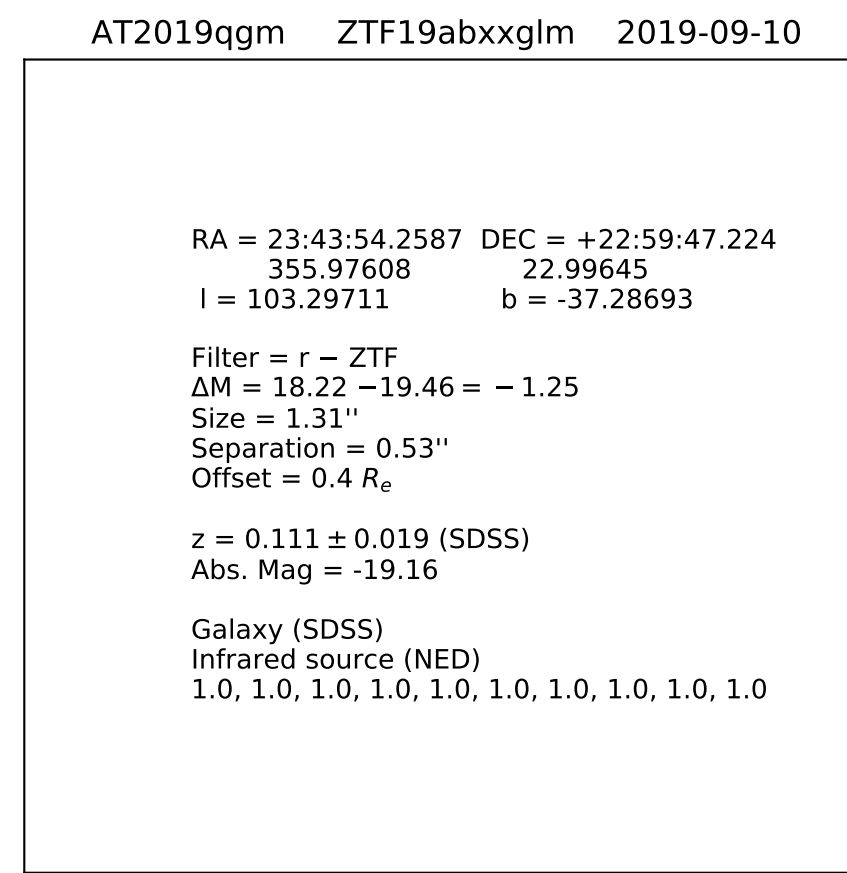 AT2019qgm ZTF19abxxglm 2019-09-10
RA = 23:43:54.2587 DEC = +22:59:47.224
355.97608 22.99645
l = 103.29711 b = -37.28693
Filter = r − ZTF
ΔM = 18.22 −19.46 = − 1.25
Size = 1.31''
Separation = 0.53''
Offset = 0.4 Rₑ
z = 0.111 ± 0.019 (SDSS)
Abs. Mag = -19.16
Galaxy (SDSS)
Infrared source (NED)
1.0, 1.0, 1.0, 1.0, 1.0, 1.0, 1.0, 1.0, 1.0, 1.0